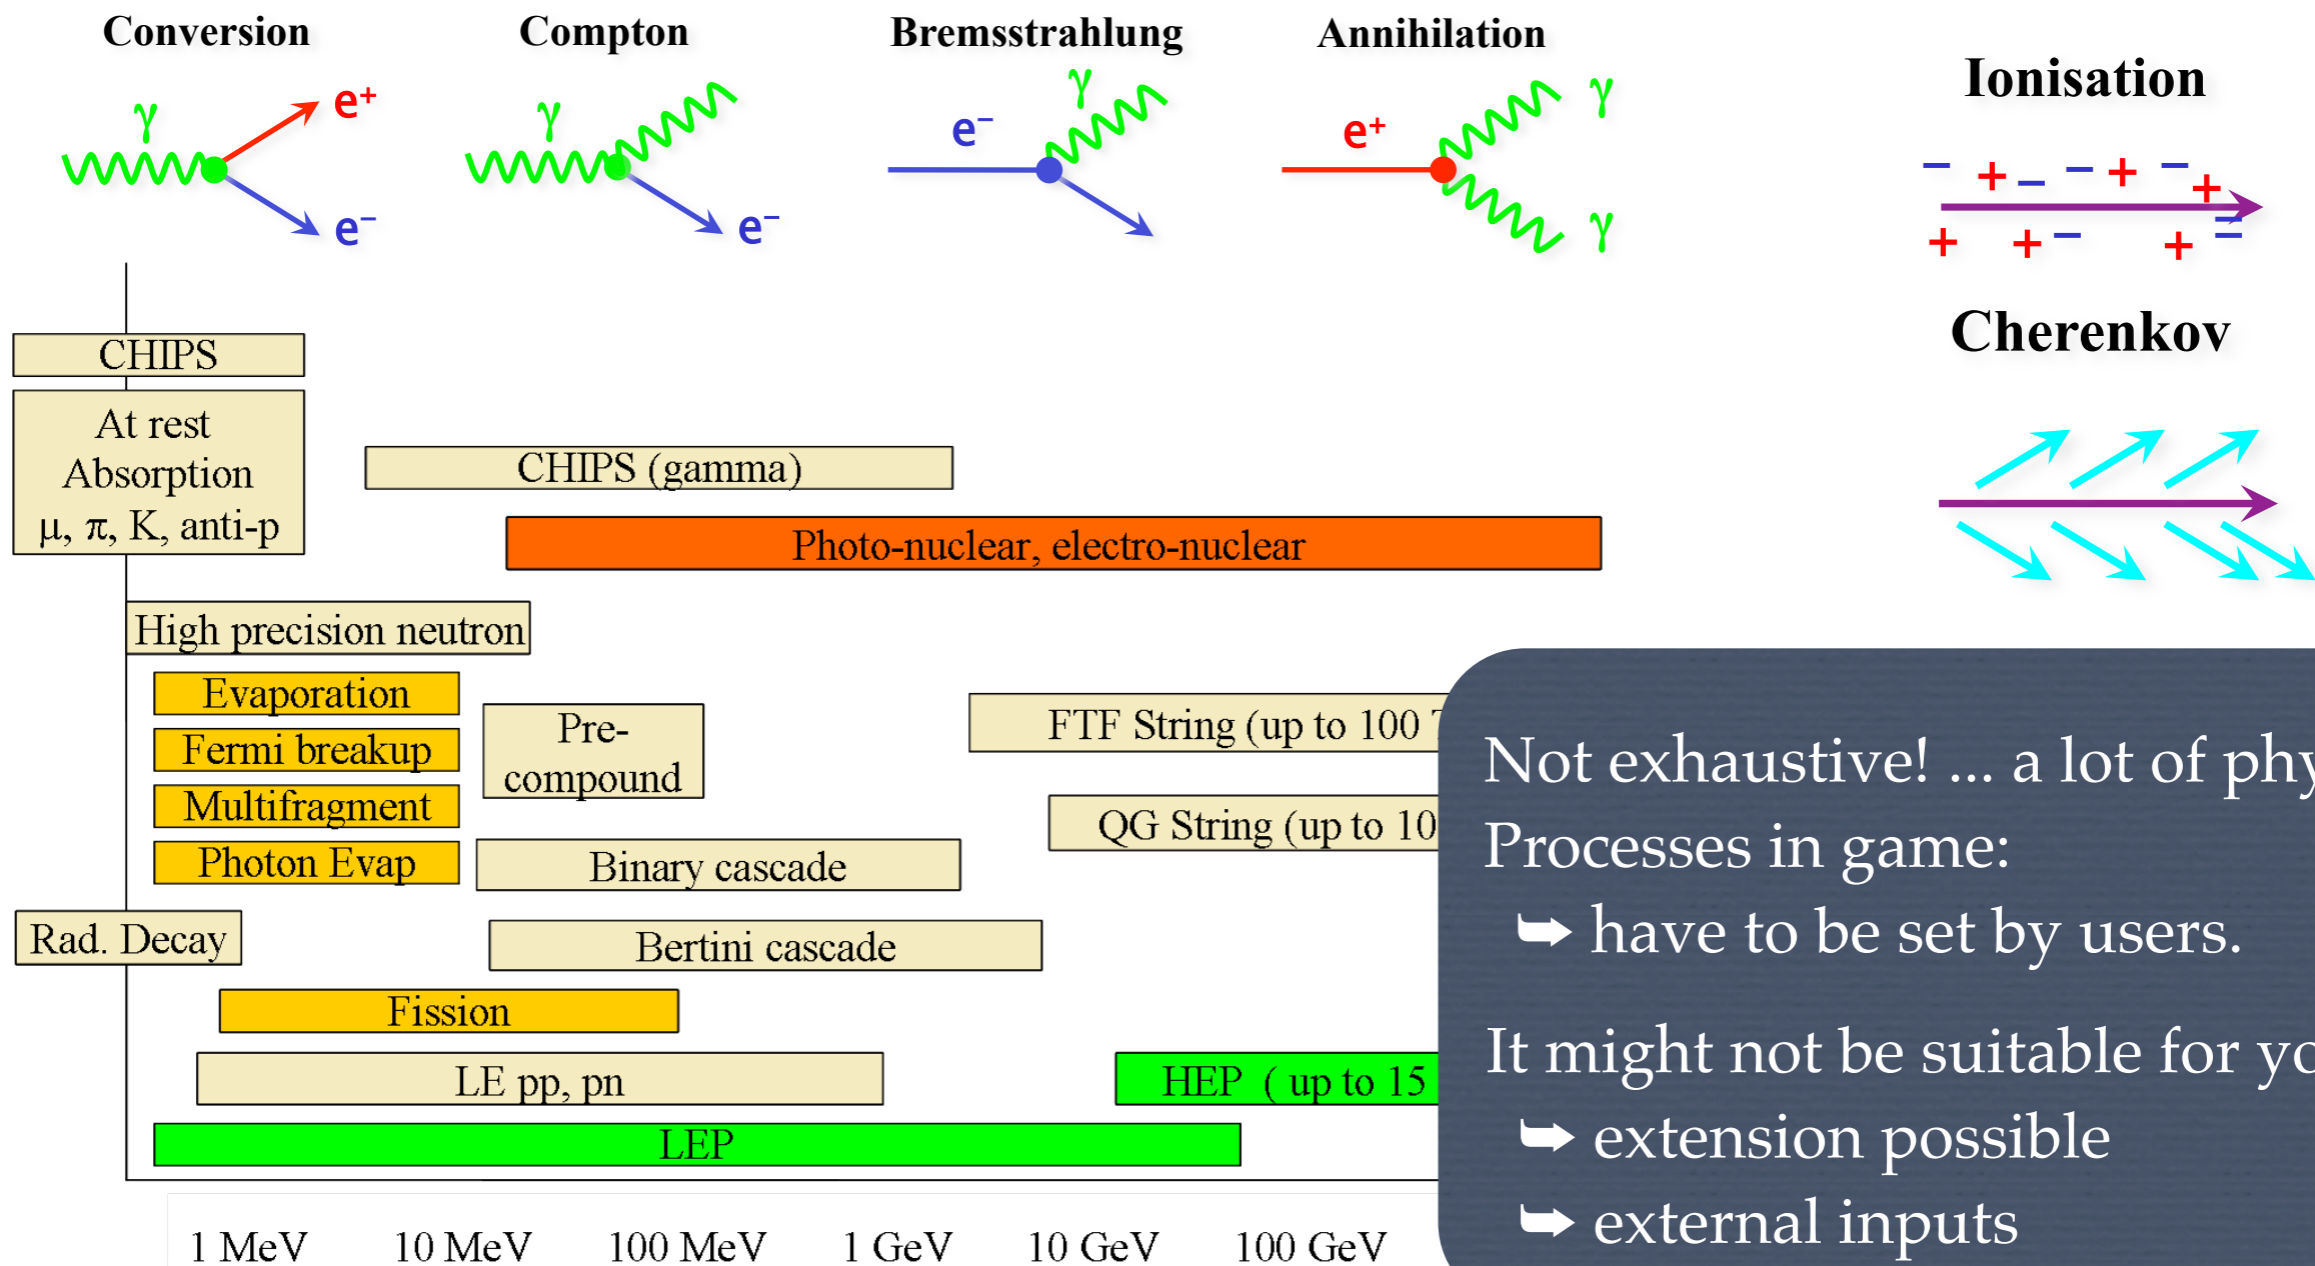 Conversion
Compton
Bremsstrahlung
Annihilation
Ionisation
γ
e⁺
e⁻
γ
e⁻
e⁻
γ
e⁺
γ
γ
− + − − + − +
+ + − + =
Cherenkov
CHIPS
At rest
Absorption
μ, π, K, anti-p
CHIPS (gamma)
Photo-nuclear, electro-nuclear
High precision neutron
Evaporation
Fermi breakup
Multifragment
Photon Evap
Pre-
compound
Binary cascade
Bertini cascade
FTF String (up to 100
QG String (up to 10
Rad. Decay
Fission
LE pp, pn
HEP ( up to 15
LEP
1 MeV 10 MeV 100 MeV 1 GeV 10 GeV 100 GeV
Not exhaustive! ... a lot of
Processes in game:
➥ have to be set by users.
It might not be suitable for
➥ extension possible
➥ external inputs